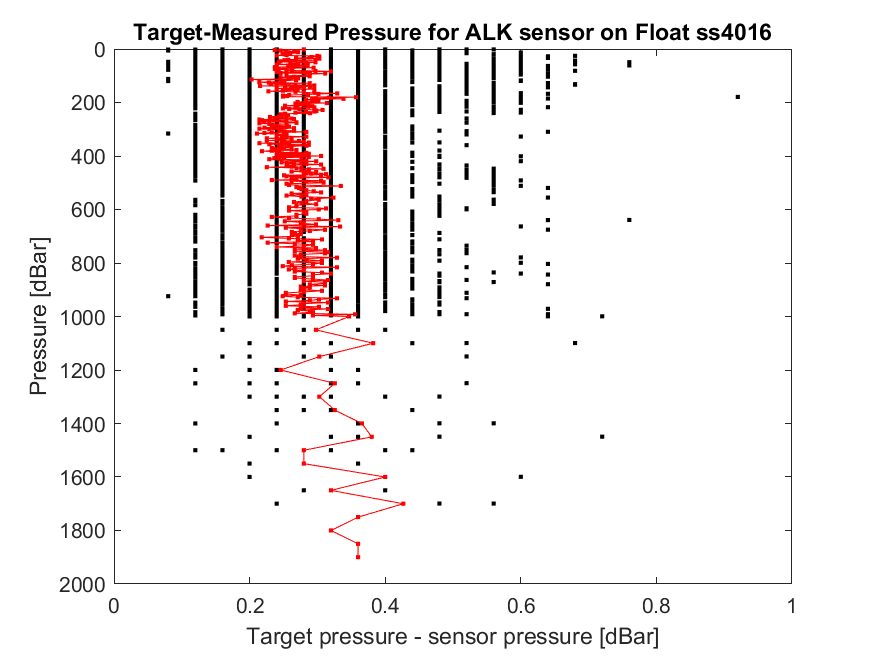 Target-Measured Pressure for ALK sensor on Float ss4016
0
200
400
600
800
1000
1200
1400
1600
1800
2000
Pressure [dBar]
0 0.2 0.4 0.6 0.8 1
Target pressure - sensor pressure [dBar]